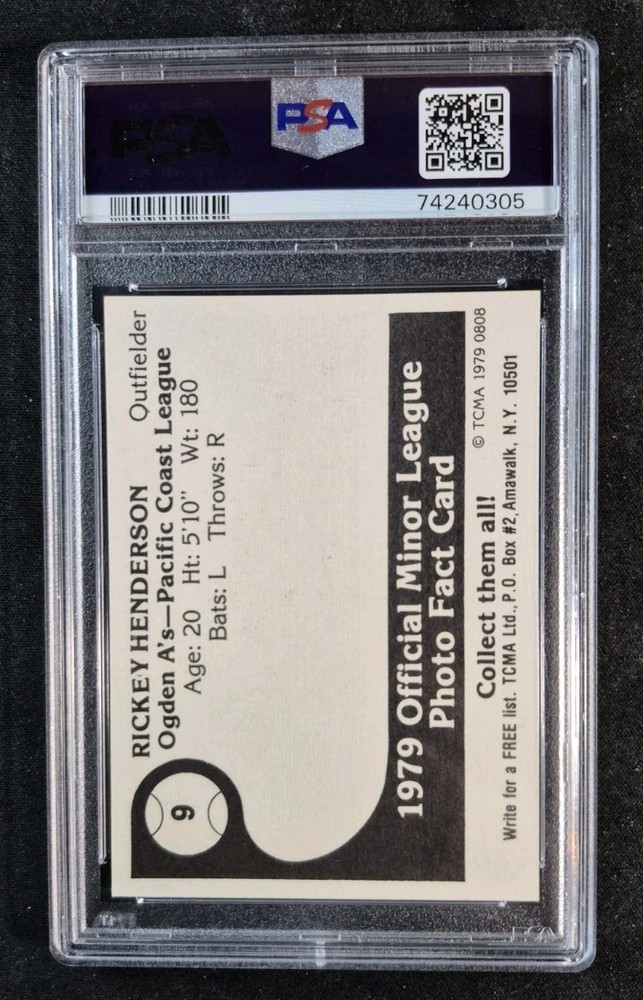 PSA
PSA
74240305
RICKEY HENDERSON Outfielder
Ogden A's—Pacific Coast League
Age: 20 Ht: 5'10" Wt: 180
Bats: L Throws: R
9
1979 Official Minor League
Photo Fact Card
© TCMA 1979 0808
Collect them all!
Write for a FREE list. TCMA Ltd., P.O. Box #2, Amawalk, N.Y. 10501
PSA